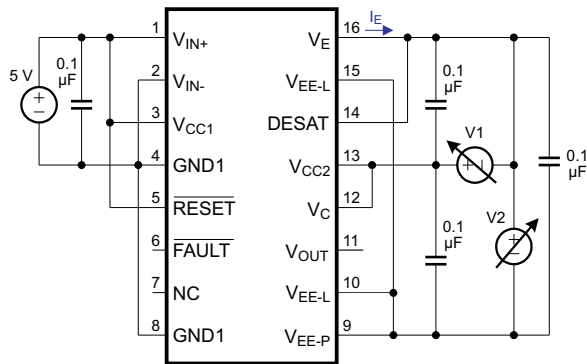 I_E
1 V_IN+ V_E 16
2 V_IN- V_EE-L 15
3 V_CC1 DESAT 14
4 GND1 V_CC2 13
5 RESET V_C 12
6 FAULT V_OUT 11
7 NC V_EE-L 10
8 GND1 V_EE-P 9
5 V
+
−
0.1
µF
0.1
µF
0.1
µF
0.1
µF
V1
+
−
V2
+
−